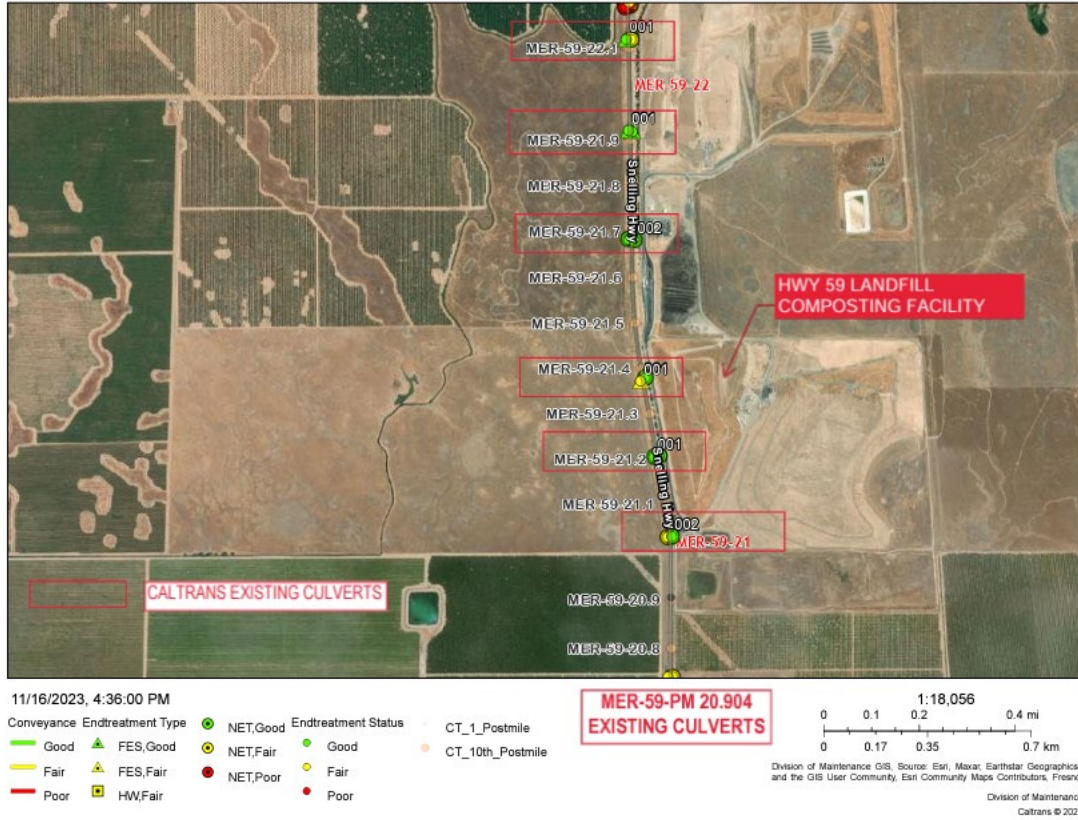 001
MER-59-22.1
MER-59-22
001
MER-59-21.9
MER-59-21.8
Snelling Hwy
MER-59-21.7
002
MER-59-21.6
HWY 59 LANDFILL
COMPOSTING FACILITY
MER-59-21.5
MER-59-21.4
001
MER-59-21.3
001
MER-59-21.2
Snelling Hwy
MER-59-21.1
002
MER-59-21
CALTRANS EXISTING CULVERTS
MER-59-20.9
MER-59-20.8
11/16/2023, 4:36:00 PM
MER-59-PM 20.904
EXISTING CULVERTS
1:18,056
0 0.1 0.2 0.4 mi
0 0.17 0.35 0.7 km
Conveyance
Good
Fair
Poor
Endtreatment Type
FES,Good
FES,Fair
HW,Fair
NET,Good
NET,Fair
NET,Poor
Endtreatment Status
Good
Fair
Poor
CT_1_Postmile
CT_10th_Postmile
Division of Maintenance GIS, Source: Esri, Maxar, Earthstar Geographics
and the GIS User Community, Esri Community Maps Contributors,
Division of
Caltrans ©